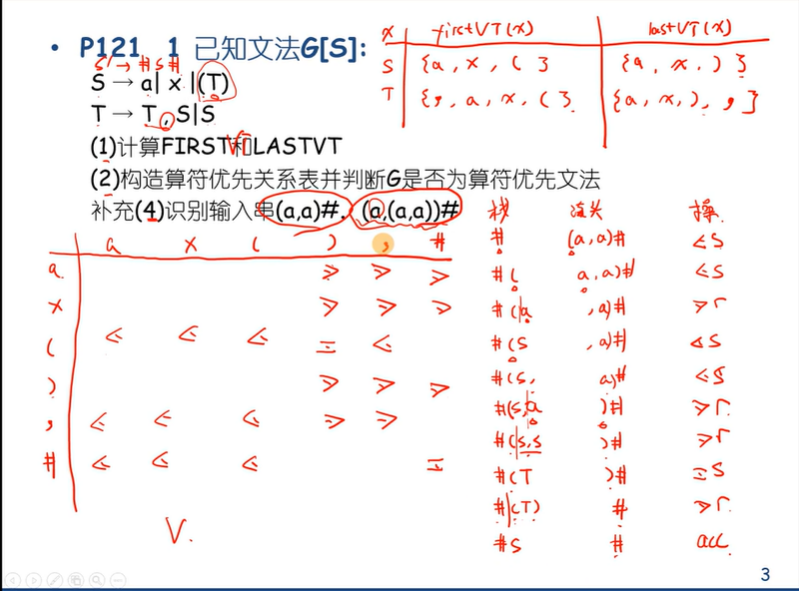 • P121 1 已知文法G[S]:
S' → # S #
S → a| x |(T)
T → T,S|S
(1)计算FIRSTVT和LASTVT
(2)构造算符优先关系表并判断G是否为算符优先文法
补充(4)识别输入串(a,a)#. (a,(a,a))#
X firstVT(X) lastVT(X)
S {a, x, ( } {a, x, ) }
T {, , a, x, ( } {a, x, ), , }
a x ( ) , #
a ⋗ ⋗ ⋗
x ⋗ ⋗ ⋗
( ⋖ ⋖ ⋖ = ⋖
) ⋗ ⋗ ⋗
, ⋖ ⋖ ⋖ ⋗ ⋗
# ⋖ ⋖ ⋖ =
V.
栈
# (a,a)# ⋖S
#( a,a)# ⋖S
#(a ,a)# ⋗r
#(S ,a)# ⋖S
#(S, a)# ⋖S
#(S,a )# ⋗r
#(S,S )# ⋗r
#(T )# =S
#(T) # ⋗r
#S # acc
3